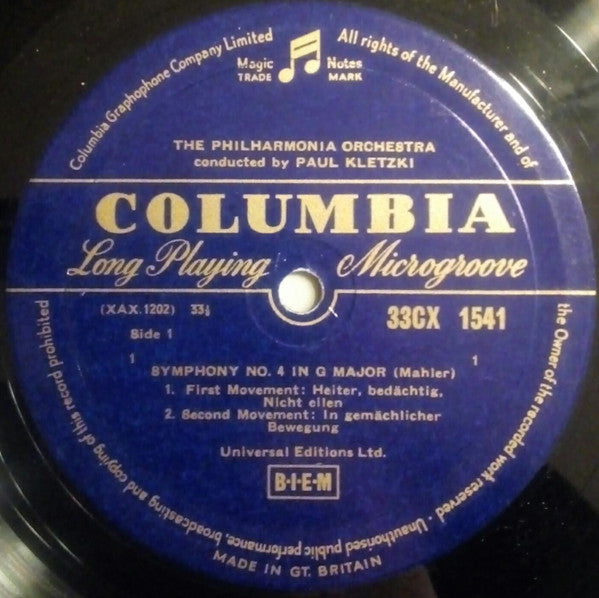 Columbia Graphophone Company Limited
All rights of the Manufacturer and of
the Owner of the recorded work reserved · Unauthorised public performance, broadcasting and copying of this record prohibited
Magic Notes
TRADE MARK
THE PHILHARMONIA ORCHESTRA
conducted by PAUL KLETZKI
COLUMBIA
Long Playing Microgroove
(XAX.1202) 33⅓ 33CX 1541
Side 1
1 1
SYMPHONY NO. 4 IN G MAJOR (Mahler)
1. First Movement: Heiter, bedächtig,
Nicht eilen
2. Second Movement: In gemächlicher
Bewegung
Universal Editions Ltd.
B·I·E·M
MADE IN GT. BRITAIN